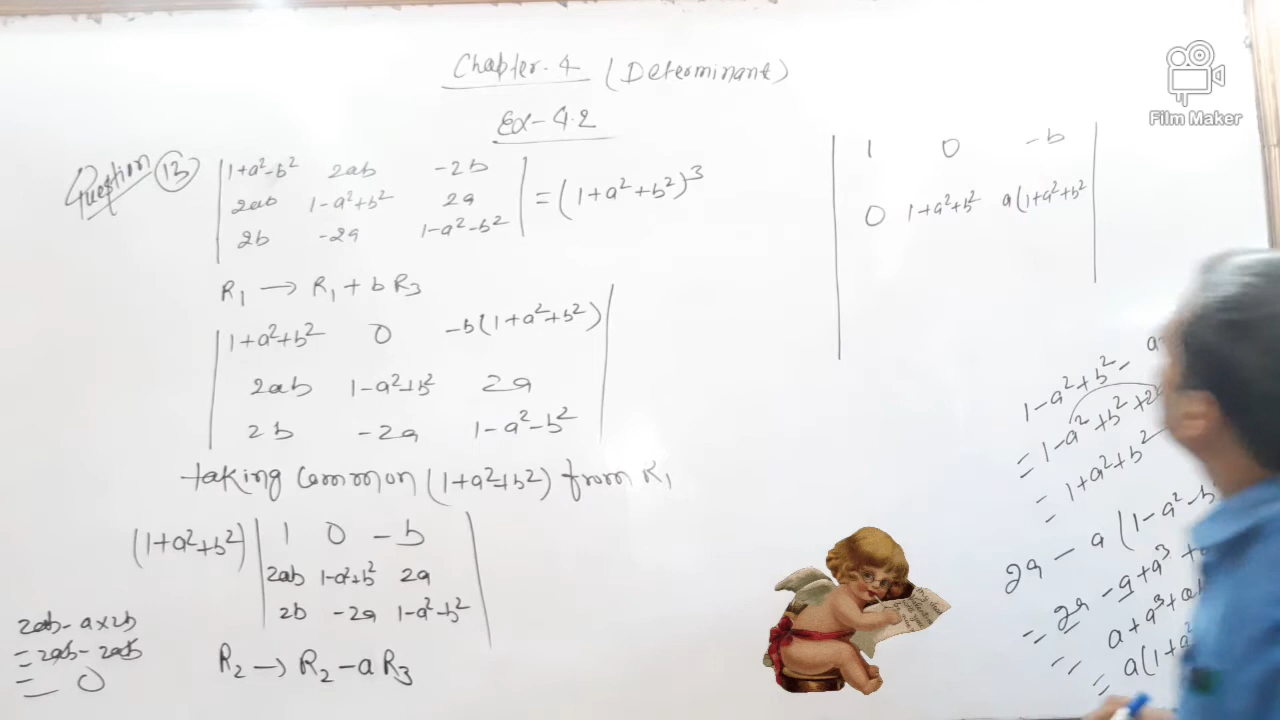 Chapter-4 (Determinant)
Ex-4.2
Question 13
| 1+a²-b² 2ab -2b |
| 2ab 1-a²+b² 2a | = (1+a²+b²)³
| 2b -2a 1-a²-b² |
R₁ → R₁ + bR₃
| 1+a²+b² 0 -b(1+a²+b²) |
| 2ab 1-a²+b² 2a |
| 2b -2a 1-a²-b² |
taking common (1+a²+b²) from R₁
(1+a²+b²) | 1 0 -b |
| 2ab 1-a²+b² 2a |
| 2b -2a 1-a²-b² |
R₂ → R₂ - aR₃
2ab - a×2b
= 2ab - 2ab
= 0
| 1 0 -b |
| 0 1+a²+b² a(1+a²+b² |
1-a²+b²-
= 1-a²+b²+2
= 1+a²+b²
2a - a(1-a²-b
= 2a - a+a³+
= a+a³+a
= a(1+a²
Film Maker